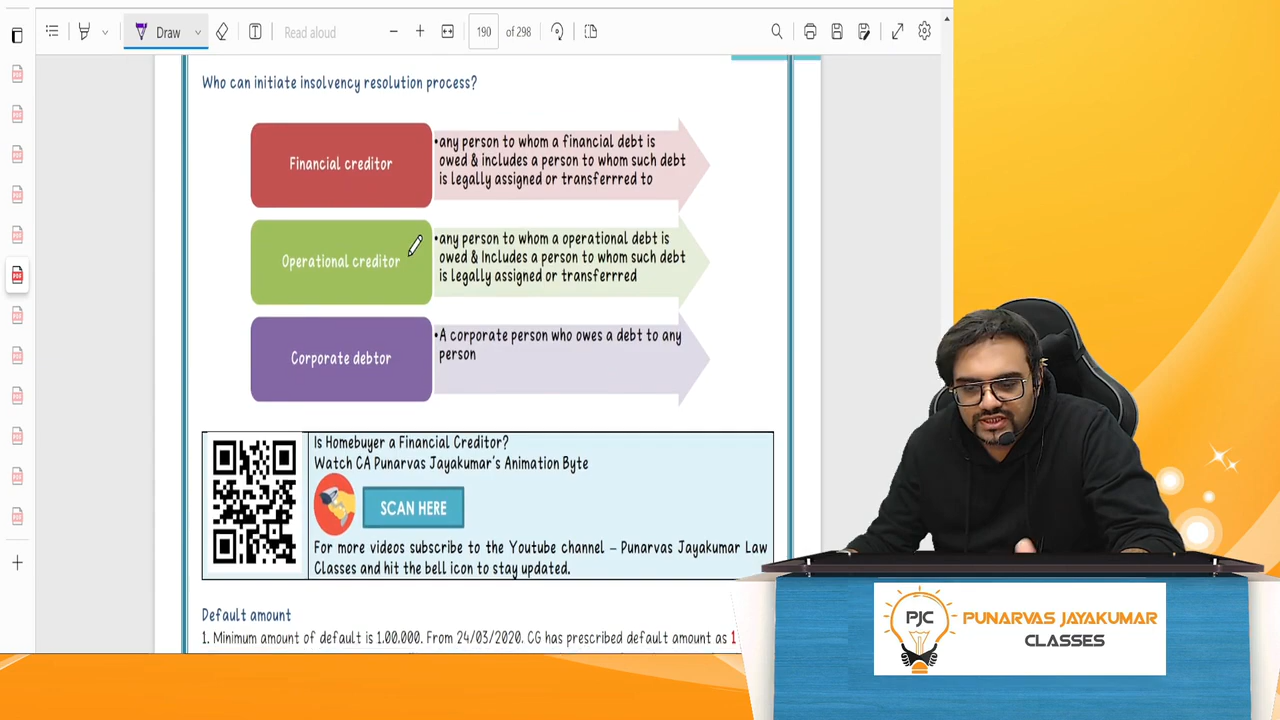 Draw
Read aloud
190
of 298
Who can initiate insolvency resolution process?
Financial creditor
•any person to whom a financial debt is
owed & includes a person to whom such debt
is legally assigned or transferrred to
Operational creditor
•any person to whom a operational debt is
owed & Includes a person to whom such debt
is legally assigned or transferrred
Corporate debtor
•A corporate person who owes a debt to any
person
Is Homebuyer a Financial Creditor?
Watch CA Punarvas Jayakumar's Animation Byte
SCAN HERE
For more videos subscribe to the Youtube channel – Punarvas Jayakumar Law
Classes and hit the bell icon to stay updated.
Default amount
1. Minimum amount of default is 1,00,000. From 24/03/2020, CG has prescribed default amount as 1
PJC
PUNARVAS JAYAKUMAR
CLASSES